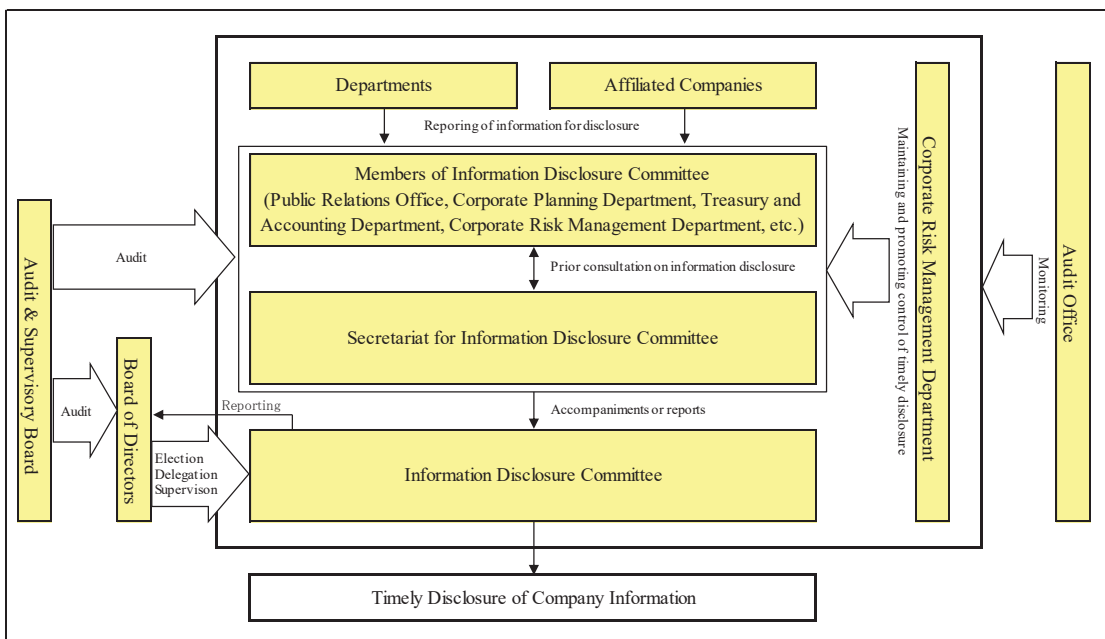 Departments
Affiliated Companies
Reporing of information for disclosure
Members of Information Disclosure Committee
(Public Relations Office, Corporate Planning Department, Treasury and
Accounting Department, Corporate Risk Management Department, etc.)
Audit
Prior consultation on information disclosure
Secretariat for Information Disclosure Committee
Accompaniments or reports
Information Disclosure Committee
Timely Disclosure of Company Information
Audit & Supervisory Board
Audit
Board of Directors
Reporting
Election
Delegation
Supervison
Maintaining and promoting control of timely disclosure
Corporate Risk Management Department
Monitoring
Audit Office